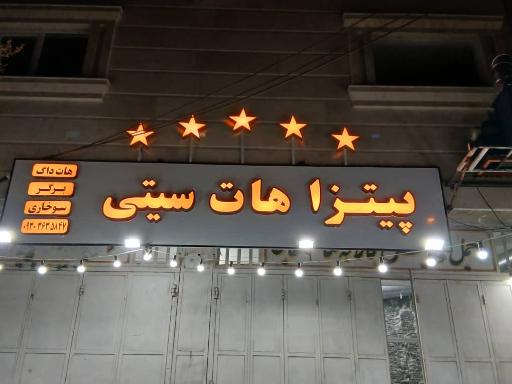 پیتزا هات سیتی
هات داگ
برگر
سوخاری